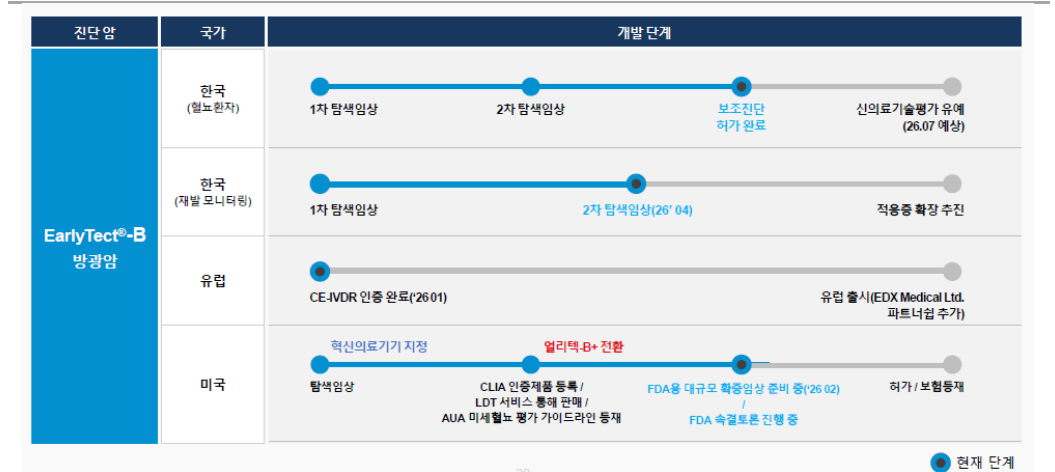 진단 암
국가
개발 단계
EarlyTect®-B
방광암
한국
(혈뇨환자)
1차 탐색임상
2차 탐색임상
보조진단
허가 완료
신의료기술평가 유예
(26.07 예상)
한국
(재발 모니터링)
1차 탐색임상
2차 탐색임상(26' 04)
적응증 확장 추진
유럽
CE-IVDR 인증 완료('26 01)
유럽 출시(EDX Medical Ltd.
파트너쉽 추가)
미국
혁신의료기기 지정
얼리텍-B+ 전환
탐색임상
CLIA 인증제품 등록 /
LDT 서비스 통해 판매 /
AUA 미세혈뇨 평가 가이드라인 등재
FDA용 대규모 확증임상 준비 중('26 02)
/
FDA 속결토론 진행 중
허가 / 보험등재
현재 단계